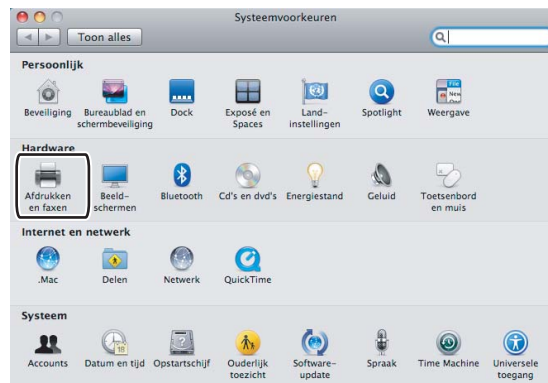 Systeemvoorkeuren
Toon alles
Persoonlijk
Beveiliging
Bureaublad en
schermbeveiliging
Dock
Exposé en
Spaces
Land-
instellingen
Spotlight
Weergave
Hardware
Afdrukken
en faxen
Beeld-
schermen
Bluetooth
Cd's en dvd's
Energiestand
Geluid
Toetsenbord
en muis
Internet en netwerk
.Mac
Delen
Netwerk
QuickTime
Systeem
Accounts
Datum en tijd
Opstartschijf
Ouderlijk
toezicht
Software-
update
Spraak
Time Machine
Universele
toegang